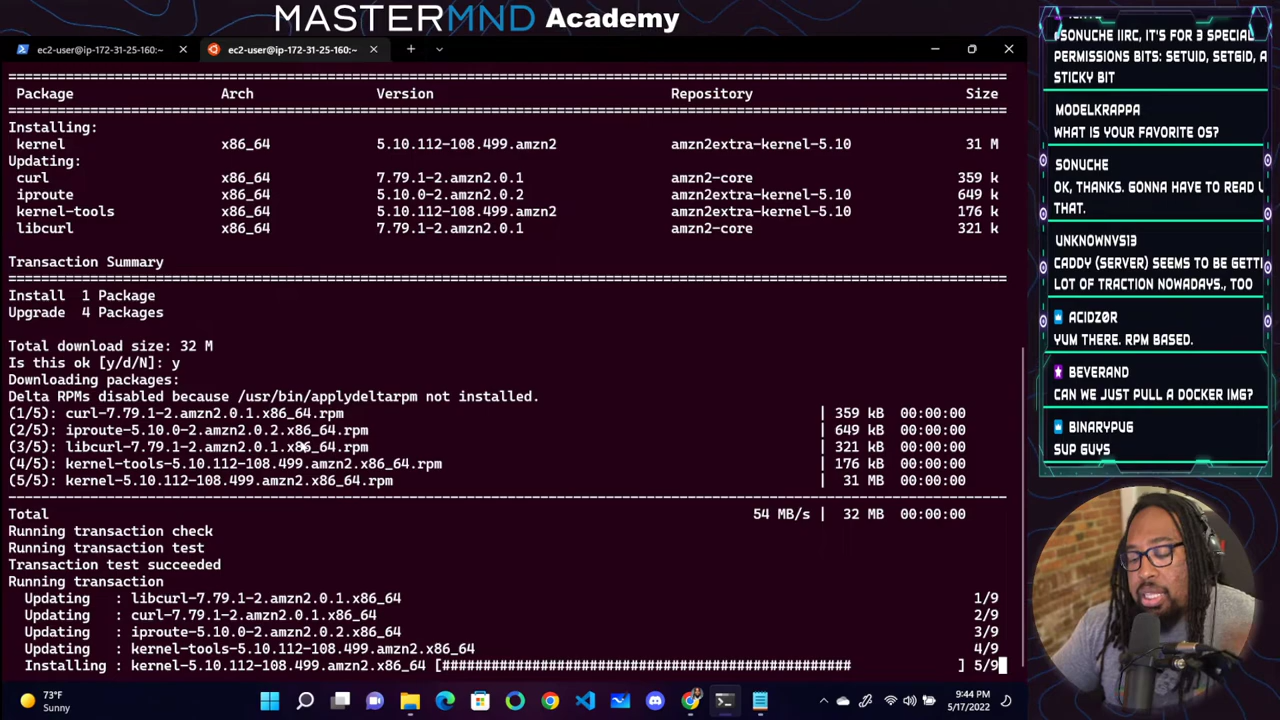 MASTERMND Academy
ec2-user@ip-172-31-25-160:~
ec2-user@ip-172-31-25-160:~
Package Arch Version Repository Size
Installing:
kernel x86_64 5.10.112-108.499.amzn2 amzn2extra-kernel-5.10 31 M
Updating:
curl x86_64 7.79.1-2.amzn2.0.1 amzn2-core 359 k
iproute x86_64 5.10.0-2.amzn2.0.2 amzn2extra-kernel-5.10 649 k
kernel-tools x86_64 5.10.112-108.499.amzn2 amzn2extra-kernel-5.10 176 k
libcurl x86_64 7.79.1-2.amzn2.0.1 amzn2-core 321 k
Transaction Summary
Install 1 Package
Upgrade 4 Packages
Total download size: 32 M
Is this ok [y/d/N]: y
Downloading packages:
Delta RPMs disabled because /usr/bin/applydeltarpm not installed.
(1/5): curl-7.79.1-2.amzn2.0.1.x86_64.rpm | 359 kB 00:00:00
(2/5): iproute-5.10.0-2.amzn2.0.2.x86_64.rpm | 649 kB 00:00:00
(3/5): libcurl-7.79.1-2.amzn2.0.1.x86_64.rpm | 321 kB 00:00:00
(4/5): kernel-tools-5.10.112-108.499.amzn2.x86_64.rpm | 176 kB 00:00:00
(5/5): kernel-5.10.112-108.499.amzn2.x86_64.rpm | 31 MB 00:00:00
Total 54 MB/s | 32 MB 00:00:00
Running transaction check
Running transaction test
Transaction test succeeded
Running transaction
Updating : libcurl-7.79.1-2.amzn2.0.1.x86_64 1/9
Updating : curl-7.79.1-2.amzn2.0.1.x86_64 2/9
Updating : iproute-5.10.0-2.amzn2.0.2.x86_64 3/9
Updating : kernel-tools-5.10.112-108.499.amzn2.x86_64 4/9
Installing : kernel-5.10.112-108.499.amzn2.x86_64 [################################################## ] 5/9
73°F
Sunny
9:44 PM
5/17/2022
@SONUCHE IIRC, IT'S FOR 3 SPECIAL
PERMISSIONS BITS: SETUID, SETGID, A
STICKY BIT
MODELKRAPPA
WHAT IS YOUR FAVORITE OS?
SONUCHE
OK, THANKS. GONNA HAVE TO READ U
THAT.
UNKNOWNVS13
CADDY (SERVER) SEEMS TO BE GETTI
LOT OF TRACTION NOWADAYS., TOO
ACIDZ0R
YUM THERE. RPM BASED.
BEVERAND
CAN WE JUST PULL A DOCKER IMG?
BINARYPUG
SUP GUYS